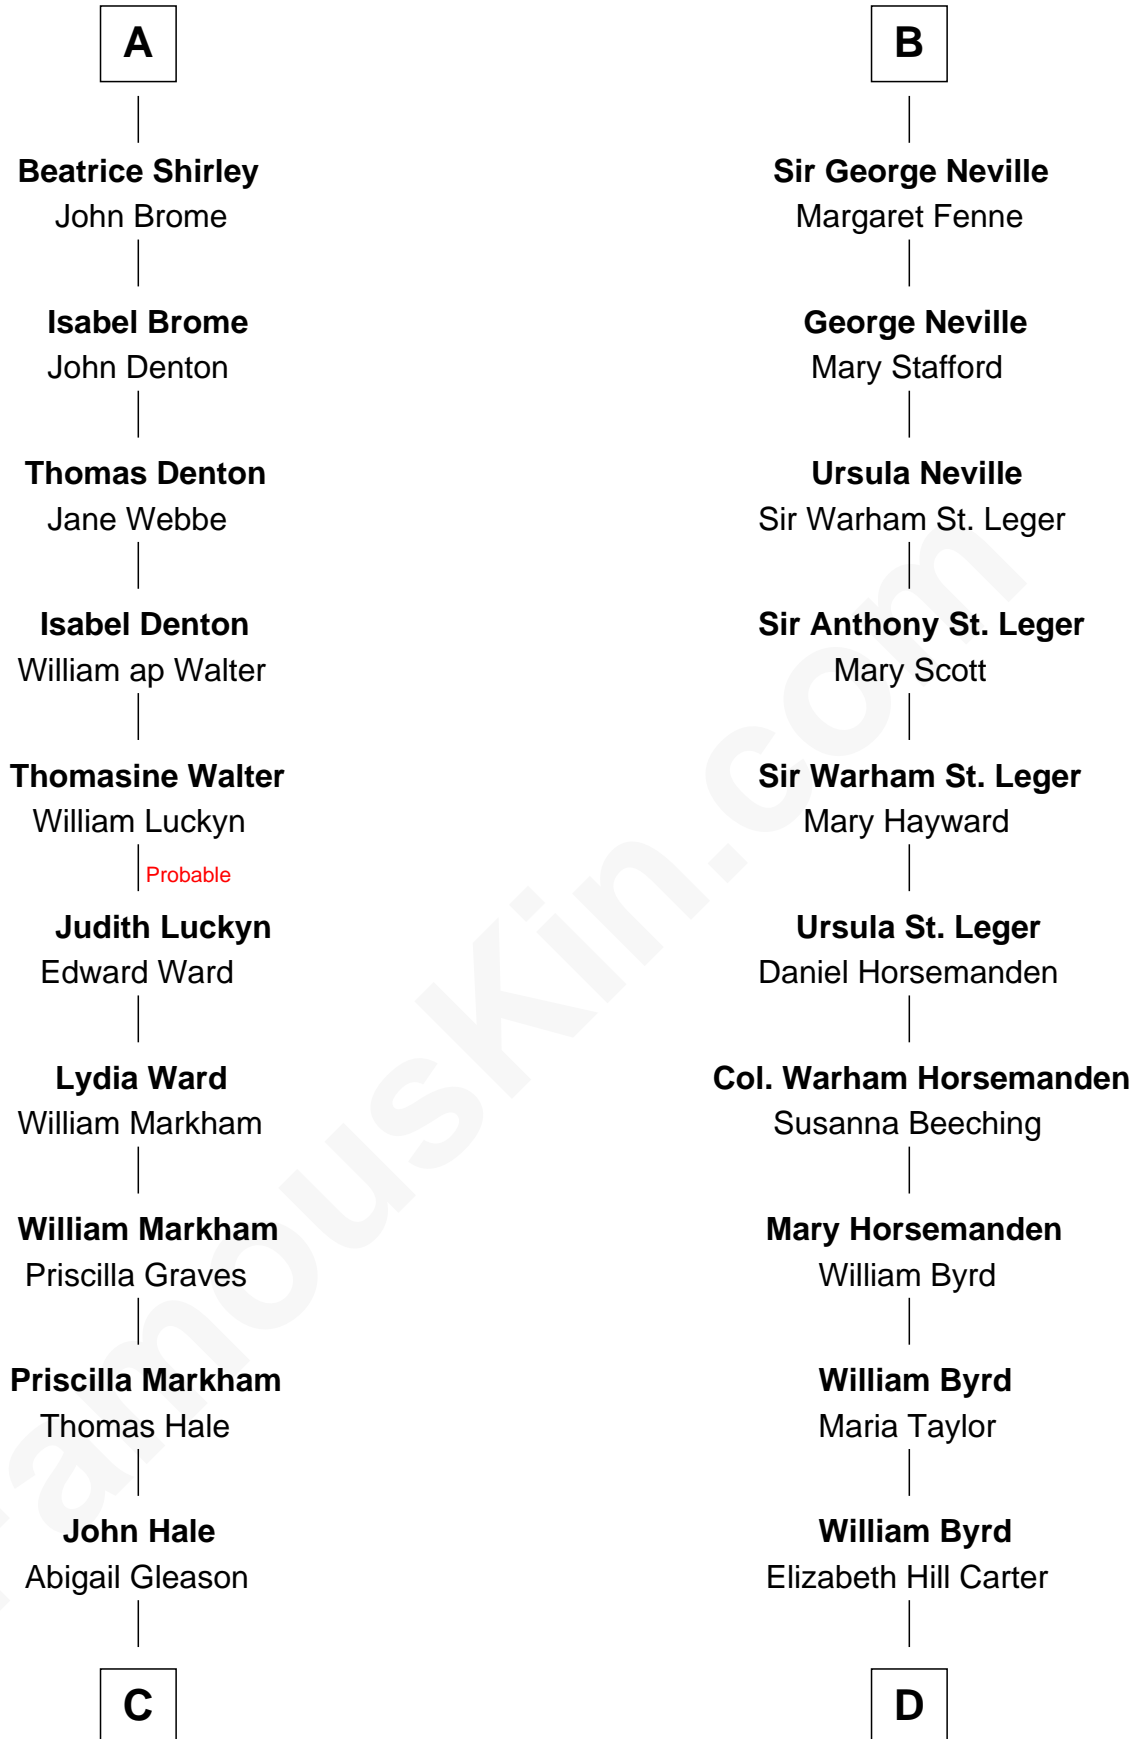 A
Beatrice Shirley
John Brome
Isabel Brome
John Denton
Thomas Denton
Jane Webbe
Isabel Denton
William ap Walter
Thomasine Walter
William Luckyn
Probable
Judith Luckyn
Edward Ward
Lydia Ward
William Markham
William Markham
Priscilla Graves
Priscilla Markham
Thomas Hale
John Hale
Abigail Gleason
C
B
Sir George Neville
Margaret Fenne
George Neville
Mary Stafford
Ursula Neville
Sir Warham St. Leger
Sir Anthony St. Leger
Mary Scott
Sir Warham St. Leger
Mary Hayward
Ursula St. Leger
Daniel Horsemanden
Col. Warham Horsemanden
Susanna Beeching
Mary Horsemanden
William Byrd
William Byrd
Maria Taylor
William Byrd
Elizabeth Hill Carter
D
FamousKin.com